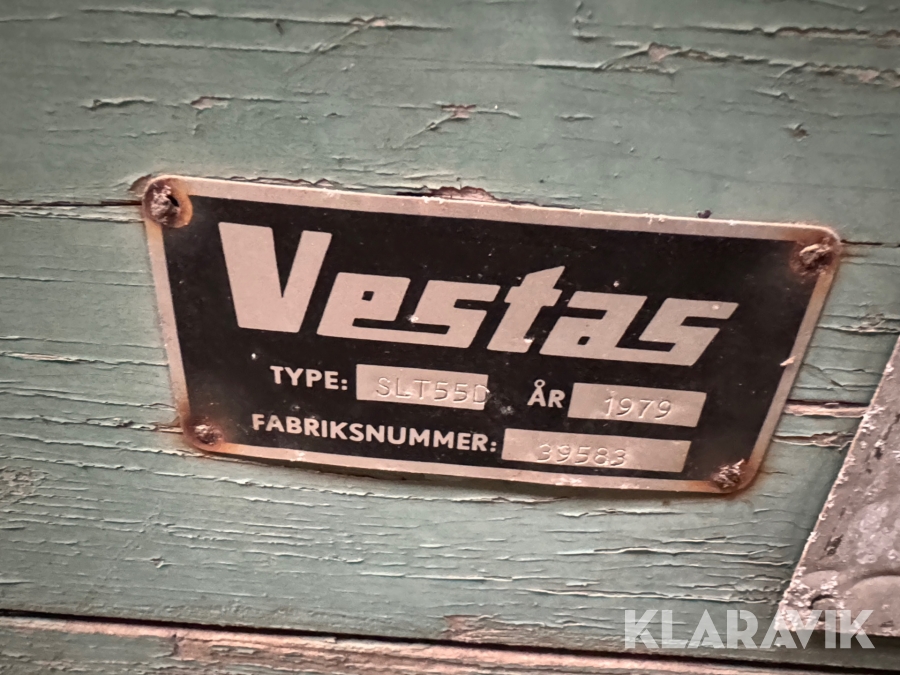 Vestas
TYPE: SLT55D ÅR 1979
FABRIKSNUMMER: 39583
KLARAVIK